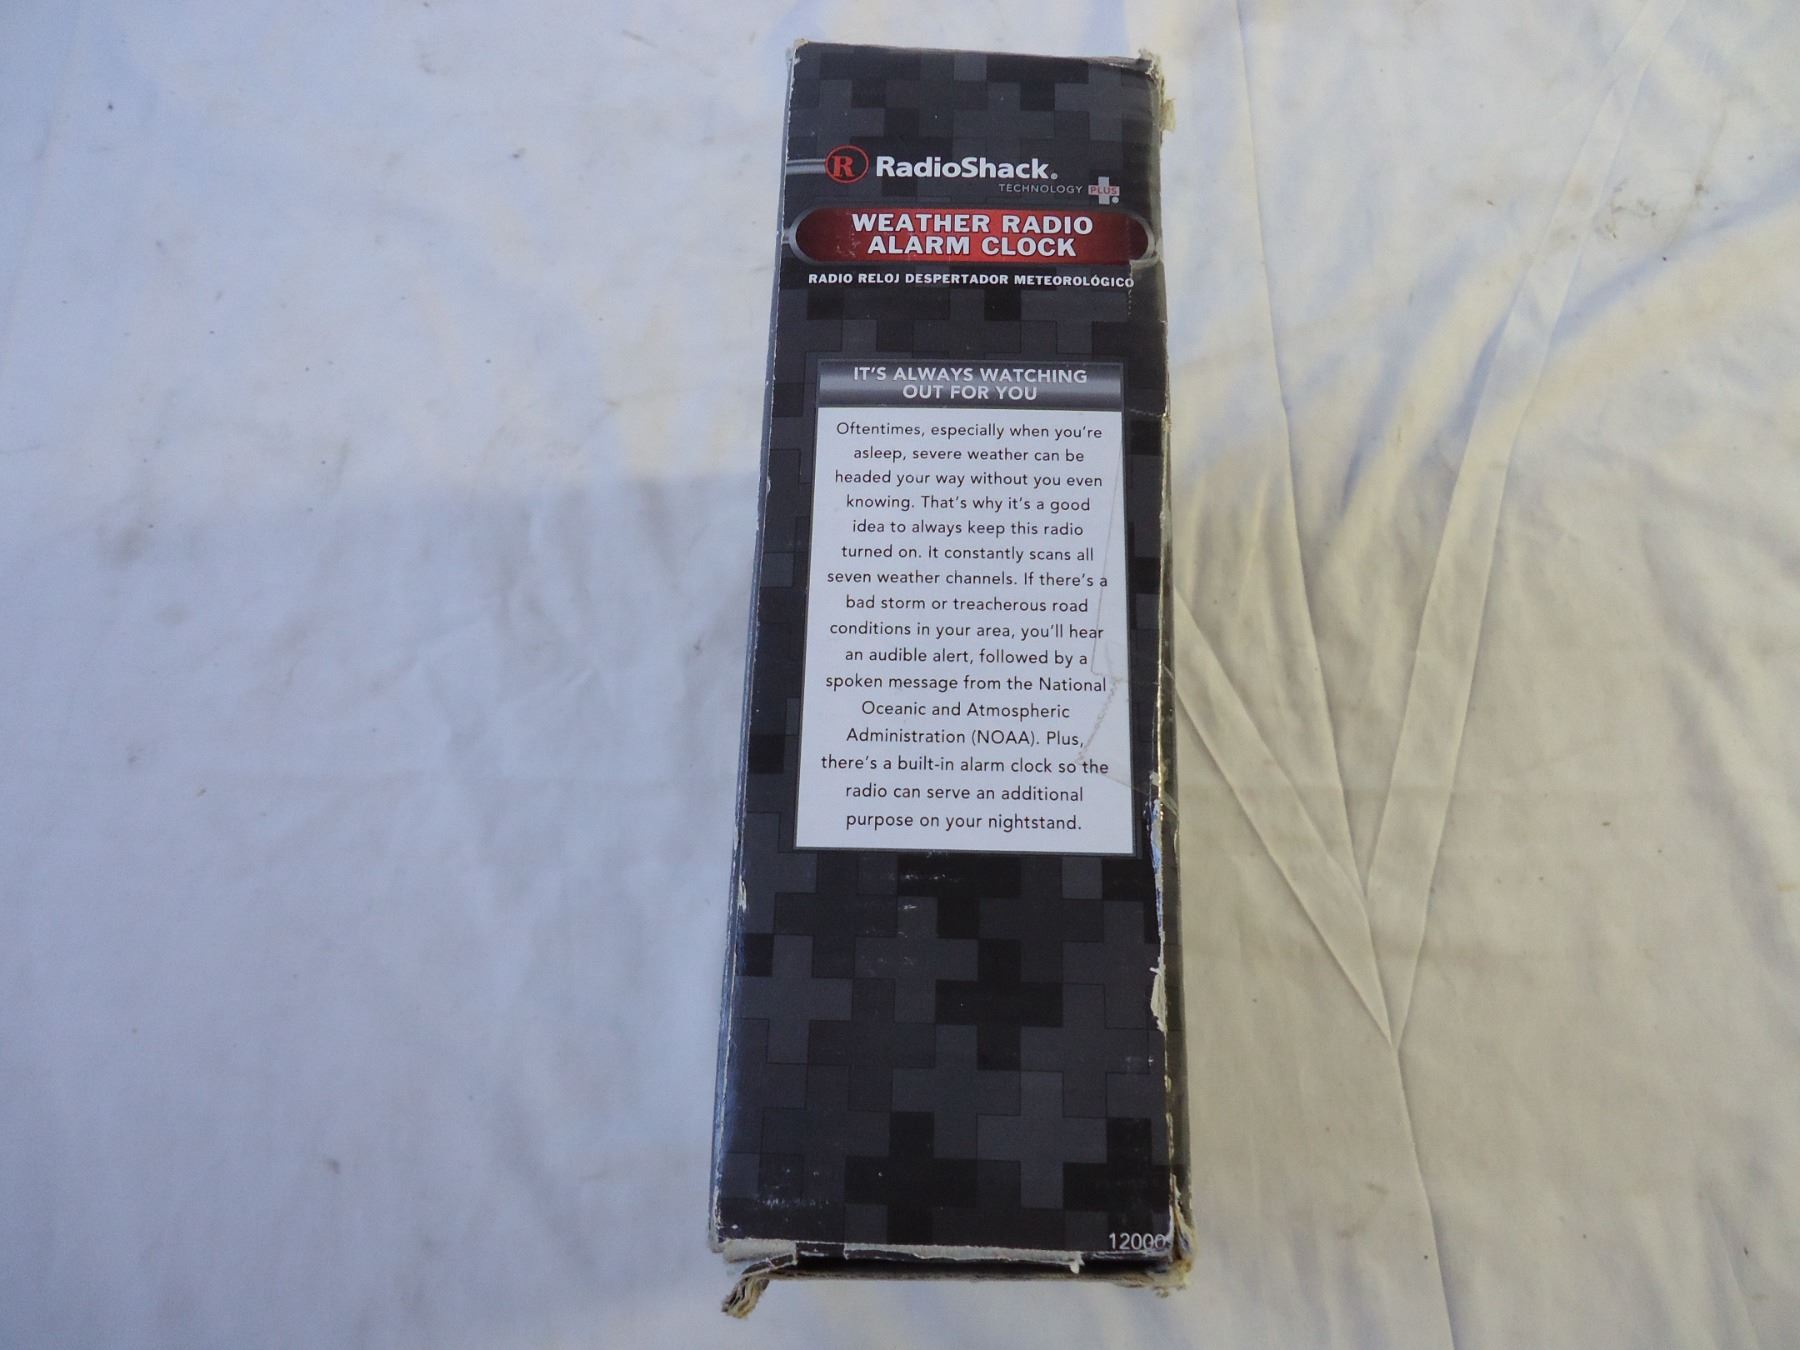 R RadioShack®
TECHNOLOGY PLUS
WEATHER RADIO
ALARM CLOCK
RADIO RELOJ DESPERTADOR METEOROLÓGICO
IT'S ALWAYS WATCHING
OUT FOR YOU
Oftentimes, especially when you're
asleep, severe weather can be
headed your way without you even
knowing. That's why it's a good
idea to always keep this radio
turned on. It constantly scans all
seven weather channels. If there's a
bad storm or treacherous road
conditions in your area, you'll hear
an audible alert, followed by a
spoken message from the National
Oceanic and Atmospheric
Administration (NOAA). Plus,
there's a built-in alarm clock so the
radio can serve an additional
purpose on your nightstand.